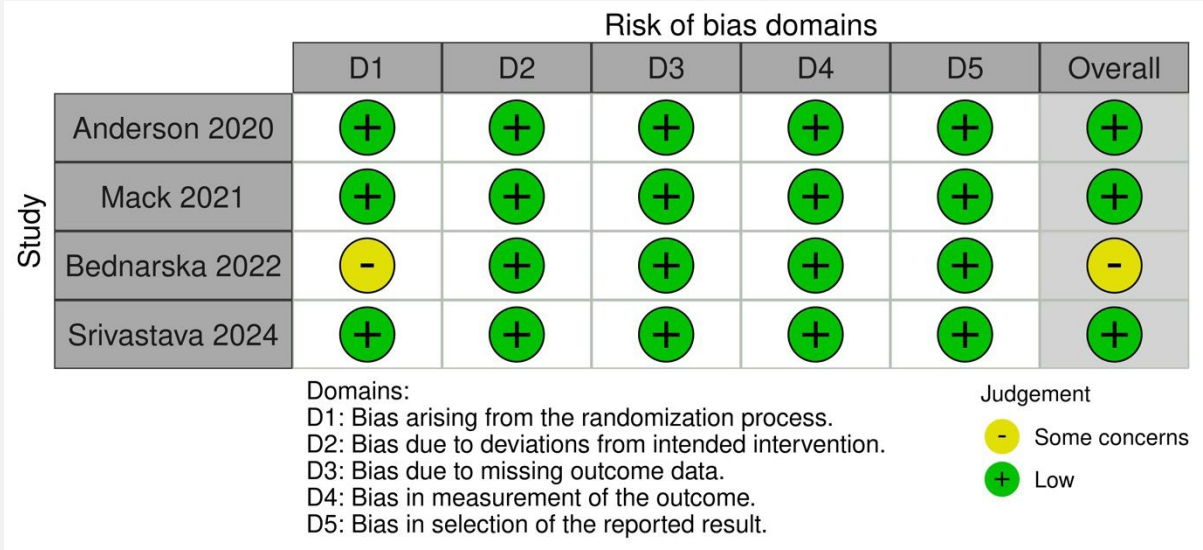 Risk of bias domains
D1 D2 D3 D4 D5 Overall
Study
Anderson 2020 + + + + + +
Mack 2021 + + + + + +
Bednarska 2022 - + + + + -
Srivastava 2024 + + + + + +
Domains:
D1: Bias arising from the randomization process.
D2: Bias due to deviations from intended intervention.
D3: Bias due to missing outcome data.
D4: Bias in measurement of the outcome.
D5: Bias in selection of the reported result.
Judgement
- Some concerns
+ Low